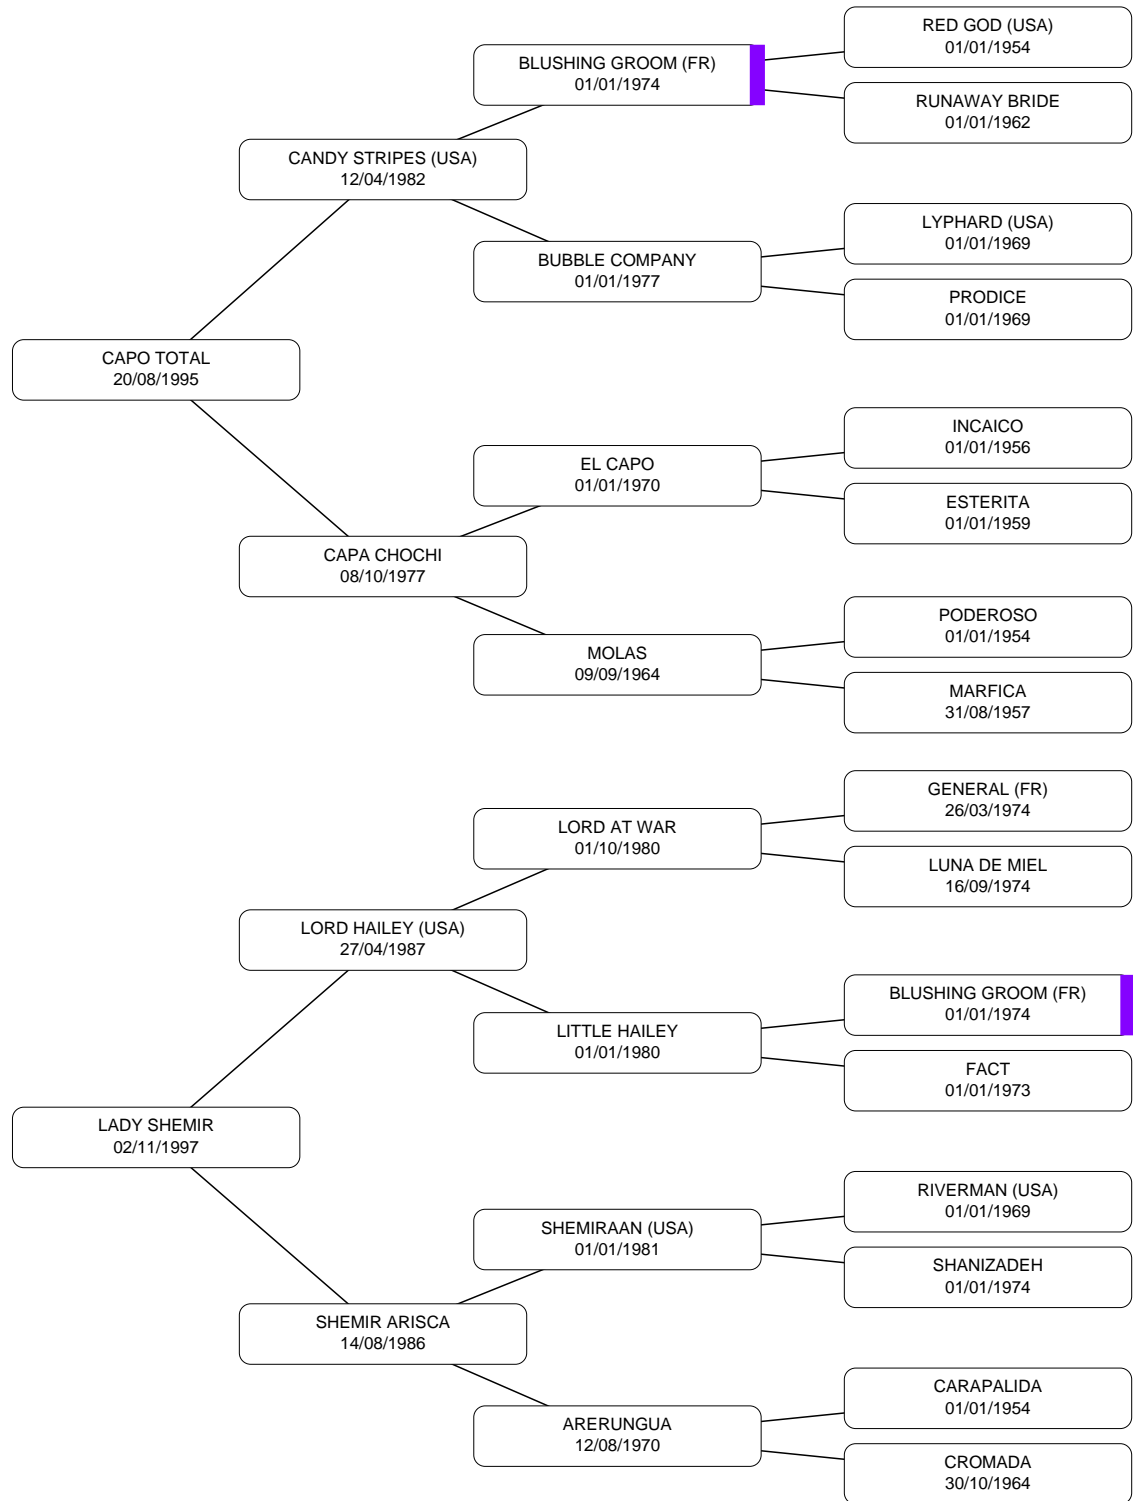 RED GOD (USA)
01/01/1954
BLUSHING GROOM (FR)
01/01/1974
RUNAWAY BRIDE
01/01/1962
CANDY STRIPES (USA)
12/04/1982
LYPHARD (USA)
01/01/1969
BUBBLE COMPANY
01/01/1977
PRODICE
01/01/1969
CAPO TOTAL
20/08/1995
INCAICO
01/01/1956
EL CAPO
01/01/1970
ESTERITA
01/01/1959
CAPA CHOCHI
08/10/1977
PODEROSO
01/01/1954
MOLAS
09/09/1964
MARFICA
31/08/1957
GENERAL (FR)
26/03/1974
LORD AT WAR
01/10/1980
LUNA DE MIEL
16/09/1974
LORD HAILEY (USA)
27/04/1987
BLUSHING GROOM (FR)
01/01/1974
LITTLE HAILEY
01/01/1980
FACT
01/01/1973
LADY SHEMIR
02/11/1997
RIVERMAN (USA)
01/01/1969
SHEMIRAAN (USA)
01/01/1981
SHANIZADEH
01/01/1974
SHEMIR ARISCA
14/08/1986
CARAPALIDA
01/01/1954
ARERUNGUA
12/08/1970
CROMADA
30/10/1964